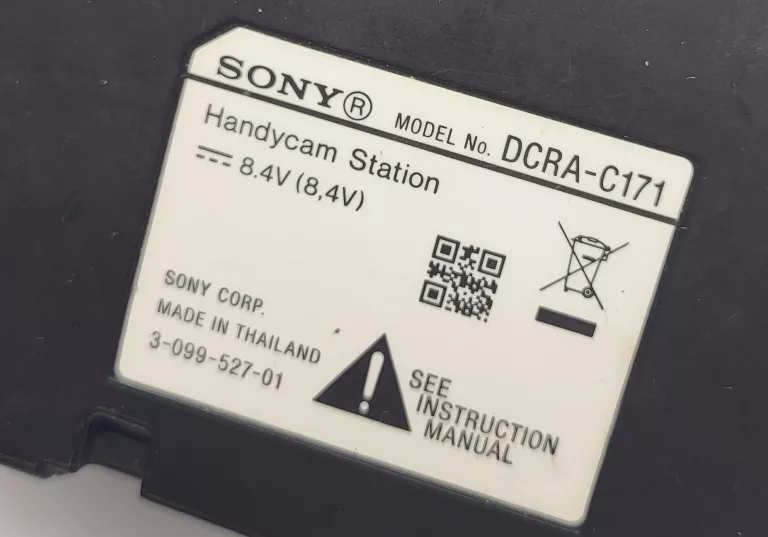 SONY® MODEL No. DCRA-C171
Handycam Station
⎓ 8.4V (8,4V)
SONY CORP.
MADE IN THAILAND
3-099-527-01
SEE
INSTRUCTION
MANUAL